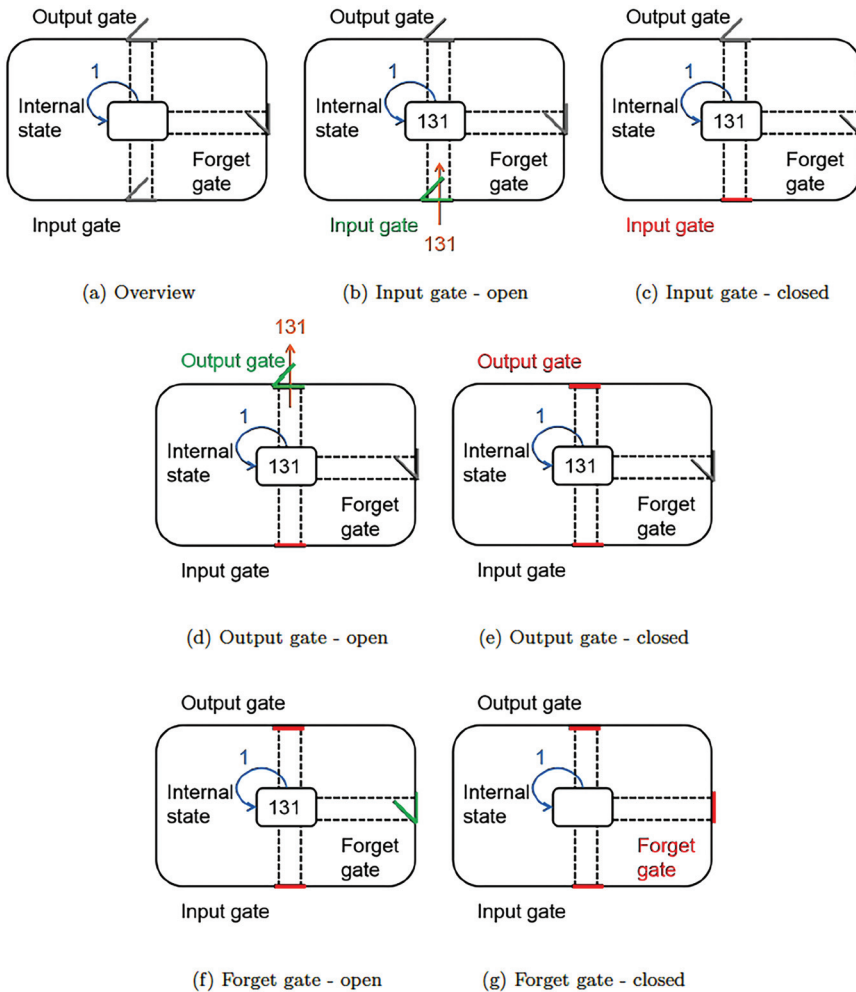 Output gate
1
Internal
state
Forget
gate
Input gate
(a) Overview
Output gate
1
Internal
state
131
Forget
gate
Input gate
131
(b) Input gate - open
Output gate
1
Internal
state
131
Forget
gate
Input gate
(c) Input gate - closed
131
Output gate
1
Internal
state
131
Forget
gate
Input gate
(d) Output gate - open
Output gate
1
Internal
state
131
Forget
gate
Input gate
(e) Output gate - closed
Output gate
1
Internal
state
131
Forget
gate
Input gate
(f) Forget gate - open
Output gate
1
Internal
state
Forget
gate
Input gate
(g) Forget gate - closed